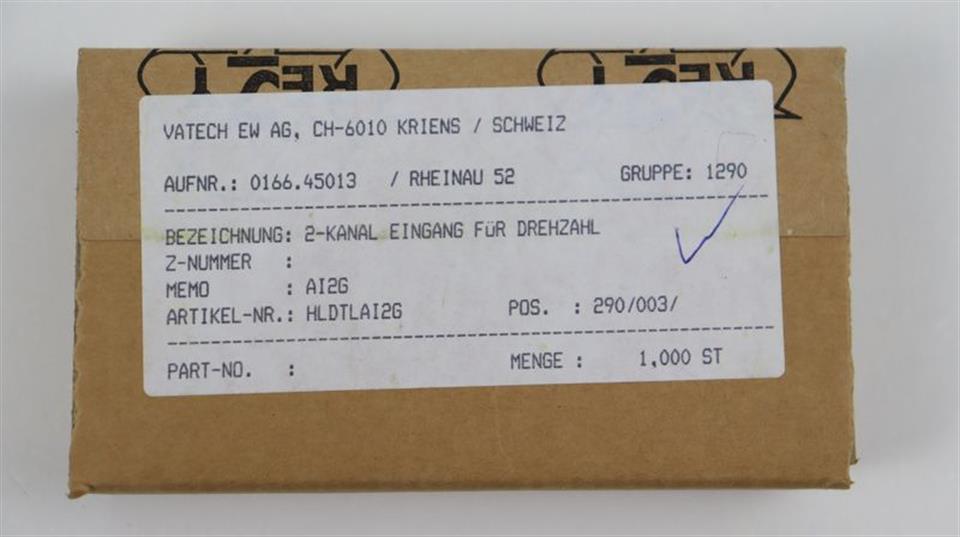 VATECH EW AG, CH-6010 KRIENS / SCHWEIZ
AUFNR.: 0166.45013 / RHEINAU 52 GRUPPE: 1290
BEZEICHNUNG: 2-KANAL EINGANG FüR DREHZAHL
Z-NUMMER :
MEMO : AI2G
ARTIKEL-NR.: HLDTLAI2G POS. : 290/003/
PART-NO. : MENGE : 1,000 ST